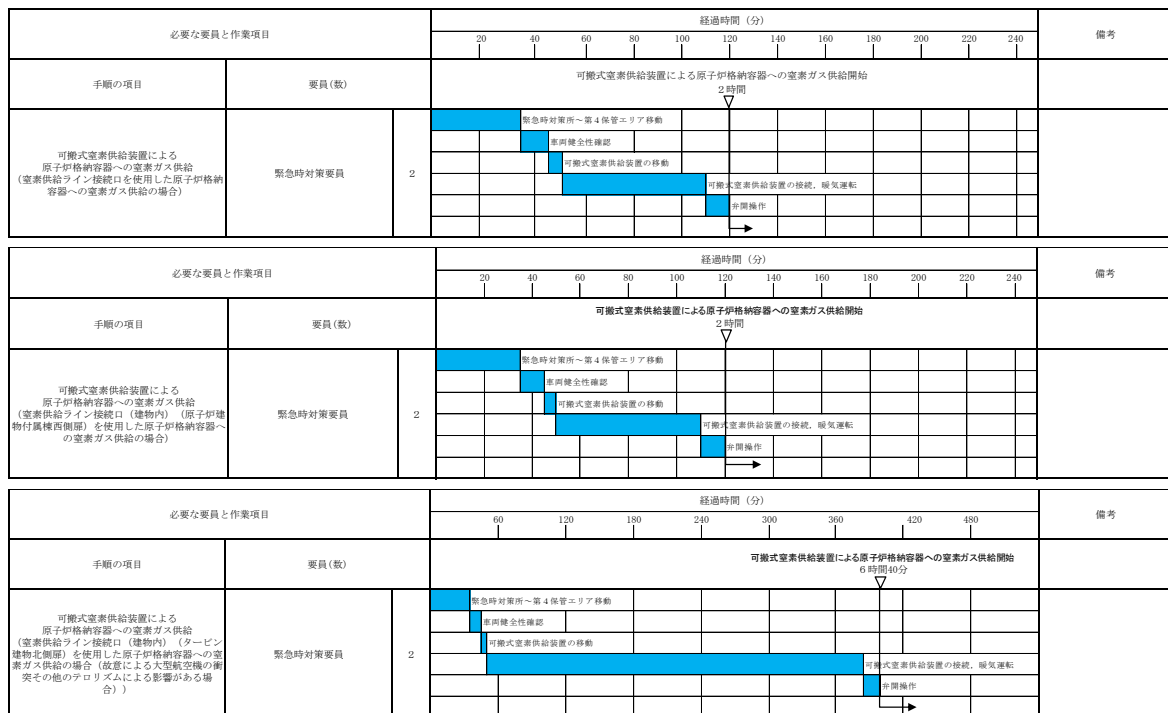 必要な要員と作業項目
経過時間（分）
備考
20 40 60 80 100 120 140 160 180 200 220 240
手順の項目
要員(数)
可搬式窒素供給装置による原子炉格納容器への窒素ガス供給開始
2時間
可搬式窒素供給装置による
原子炉格納容器への窒素ガス供給
(窒素供給ライン接続口を使用した原子炉格納
容器への窒素ガス供給の場合)
緊急時対策要員
2
緊急時対策所～第4保管エリア移動
車両健全性確認
可搬式窒素供給装置の移動
可搬式窒素供給装置の接続，暖気運転
弁開操作
必要な要員と作業項目
経過時間（分）
備考
20 40 60 80 100 120 140 160 180 200 220 240
手順の項目
要員(数)
可搬式窒素供給装置による原子炉格納容器への窒素ガス供給開始
2時間
可搬式窒素供給装置による
原子炉格納容器への窒素ガス供給
(窒素供給ライン接続口（建物内）（原子炉建
物付属棟西側扉）を使用した原子炉格納容器へ
の窒素ガス供給の場合)
緊急時対策要員
2
緊急時対策所～第4保管エリア移動
車両健全性確認
可搬式窒素供給装置の移動
可搬式窒素供給装置の接続，暖気運転
弁開操作
必要な要員と作業項目
経過時間（分）
備考
60 120 180 240 300 360 420 480
手順の項目
要員(数)
可搬式窒素供給装置による原子炉格納容器への窒素ガス供給開始
6時間40分
可搬式窒素供給装置による
原子炉格納容器への窒素ガス供給
(窒素供給ライン接続口（建物内）（タービン
建物北側扉）を使用した原子炉格納容器への窒
素ガス供給の場合（故意による大型航空機の衝
突その他のテロリズムによる影響がある場
合）)
緊急時対策要員
2
緊急時対策所～第4保管エリア移動
車両健全性確認
可搬式窒素供給装置の移動
可搬式窒素供給装置の接続，暖気運転
弁開操作